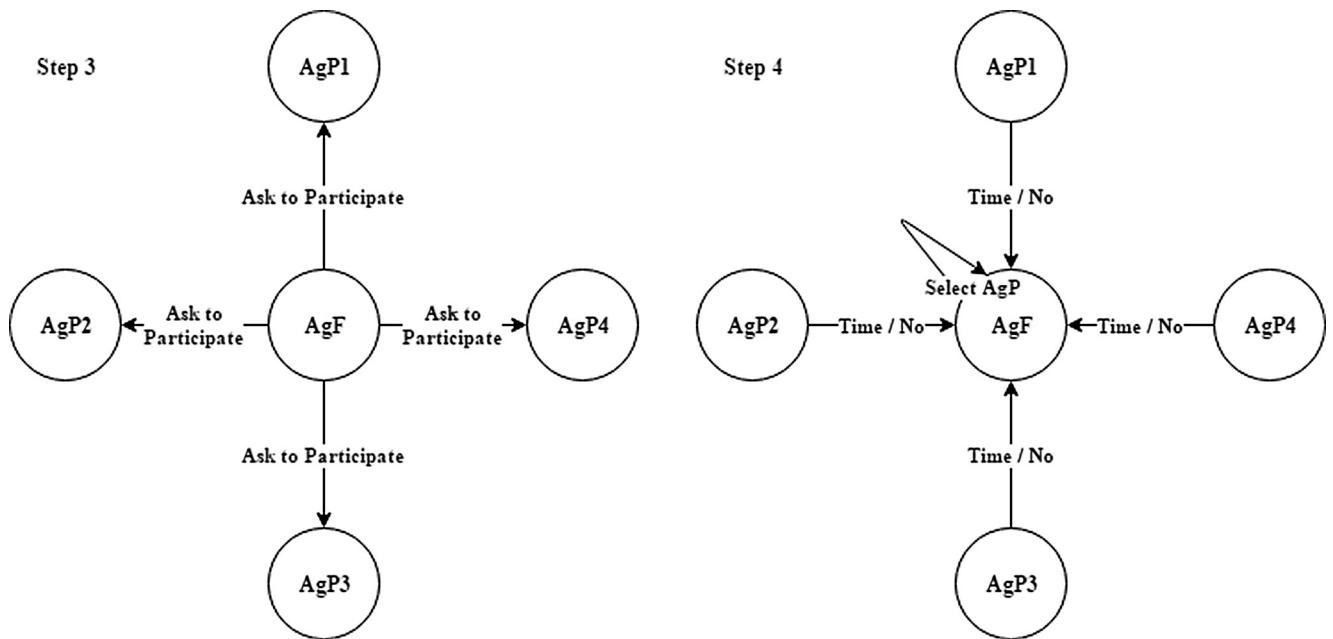 Step 3
AgP1
Ask to Participate
AgP2
Ask to
Participate
AgF
Ask to
Participate
AgP4
Ask to Participate
AgP3
Step 4
AgP1
Time / No
Select AgP
AgP2
Time / No
AgF
Time / No
AgP4
Time / No
AgP3